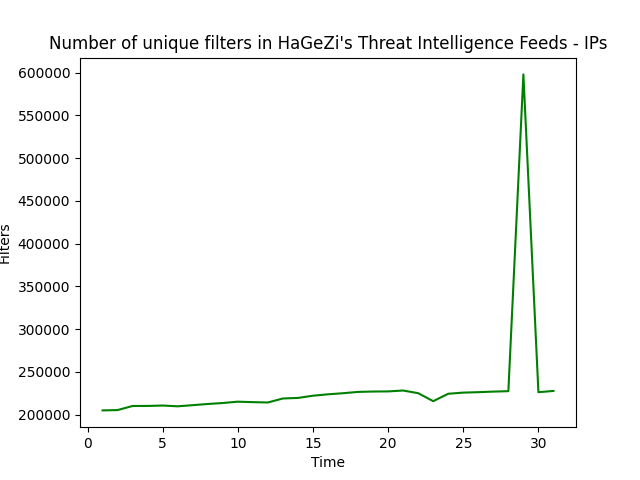 Number of unique filters in HaGeZi's Threat Intelligence Feeds - IPs
600000
550000
500000
450000
400000
350000
300000
250000
200000
Filters
0 5 10 15 20 25 30
Time